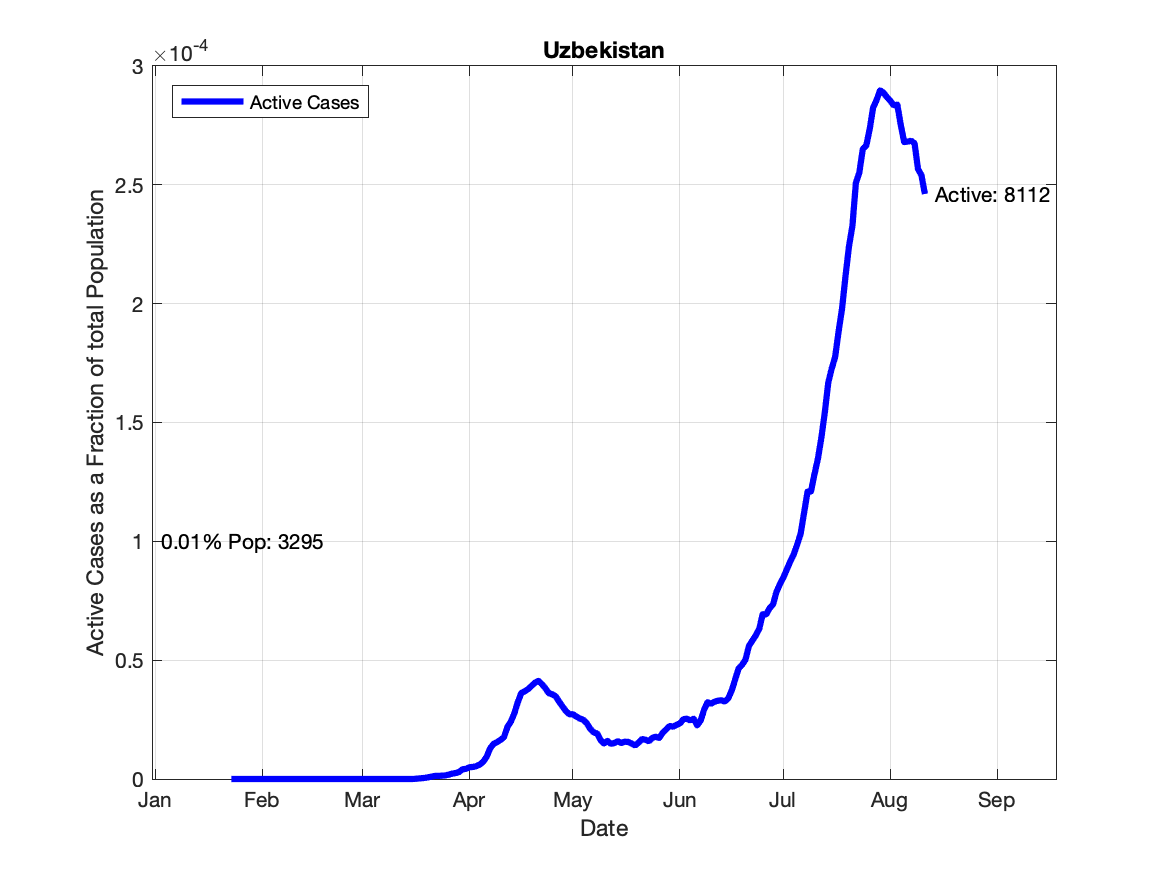 Uzbekistan
×10-4
3
2.5
2
1.5
1
0.5
0
Active Cases
Active: 8112
0.01% Pop: 3295
Active Cases as a Fraction of total Population
Jan Feb Mar Apr May Jun Jul Aug Sep
Date